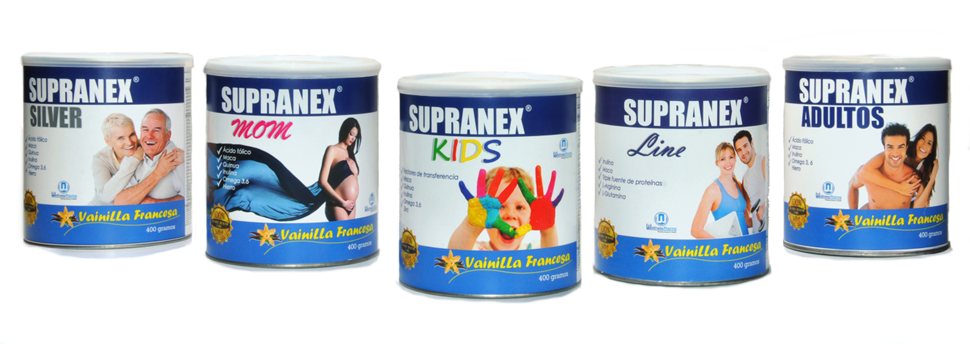 SUPRANEX®
SILVER
Ácido fólico
Maca
Quinua
Inulina
Omega 3,6
Vainilla Francesa
400 gramos
SUPRANEX®
MOM
Ácido fólico
Maca
Quinua
Inulina
Omega 3,6
Hierro
Vainilla Francesa
400 gramos
SUPRANEX®
KIDS
factores de transferencia
Maca
Quinua
Inulina
Omega 3,6
Vainilla Francesa
400 gramos
SUPRANEX®
Line
Inulina
Maca
Triple fuente de proteínas
L-Arginina
L-Glutamina
Vainilla Francesa
400 gramos
SUPRANEX®
ADULTOS
Ácido fólico
Maca
Quinua
Inulina
Omega 3,6
Hierro
Vainilla Francesa
400 gramos